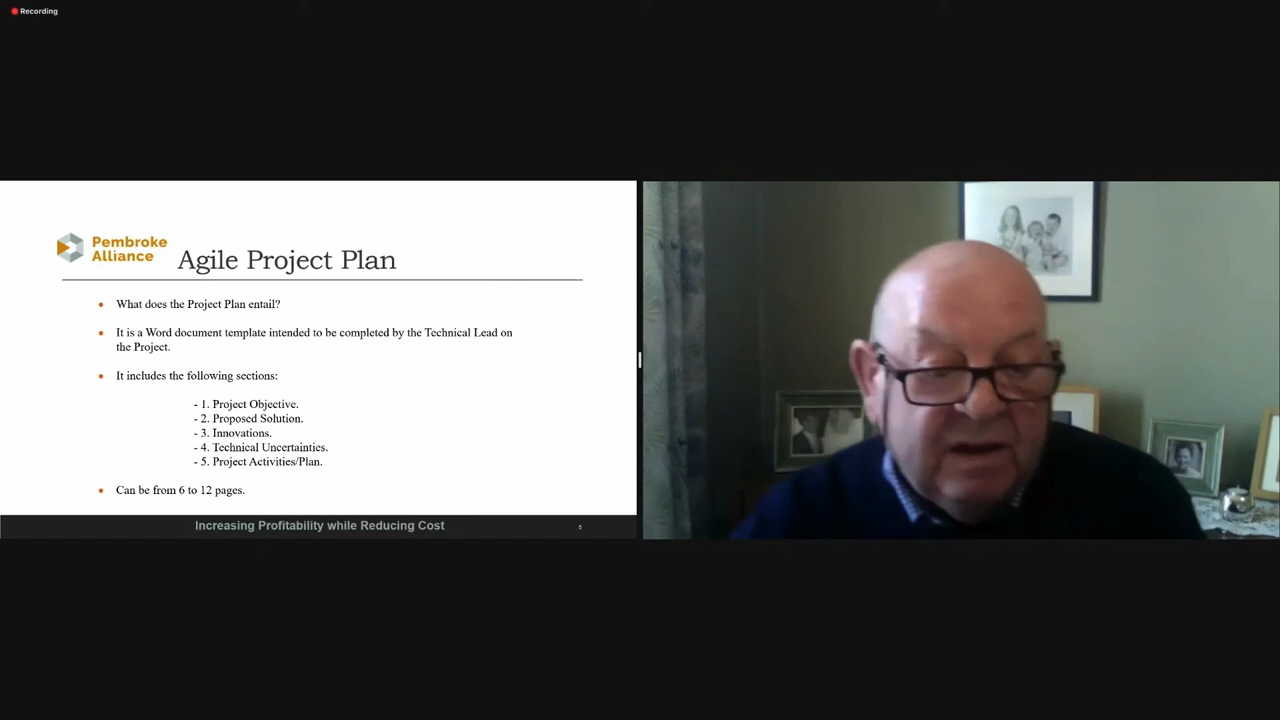 Recording
Pembroke
Alliance
Agile Project Plan
• What does the Project Plan entail?
• It is a Word document template intended to be completed by the Technical Lead on
the Project.
• It includes the following sections:
- 1. Project Objective.
- 2. Proposed Solution.
- 3. Innovations.
- 4. Technical Uncertainties.
- 5. Project Activities/Plan.
• Can be from 6 to 12 pages.
Increasing Profitability while Reducing Cost
5